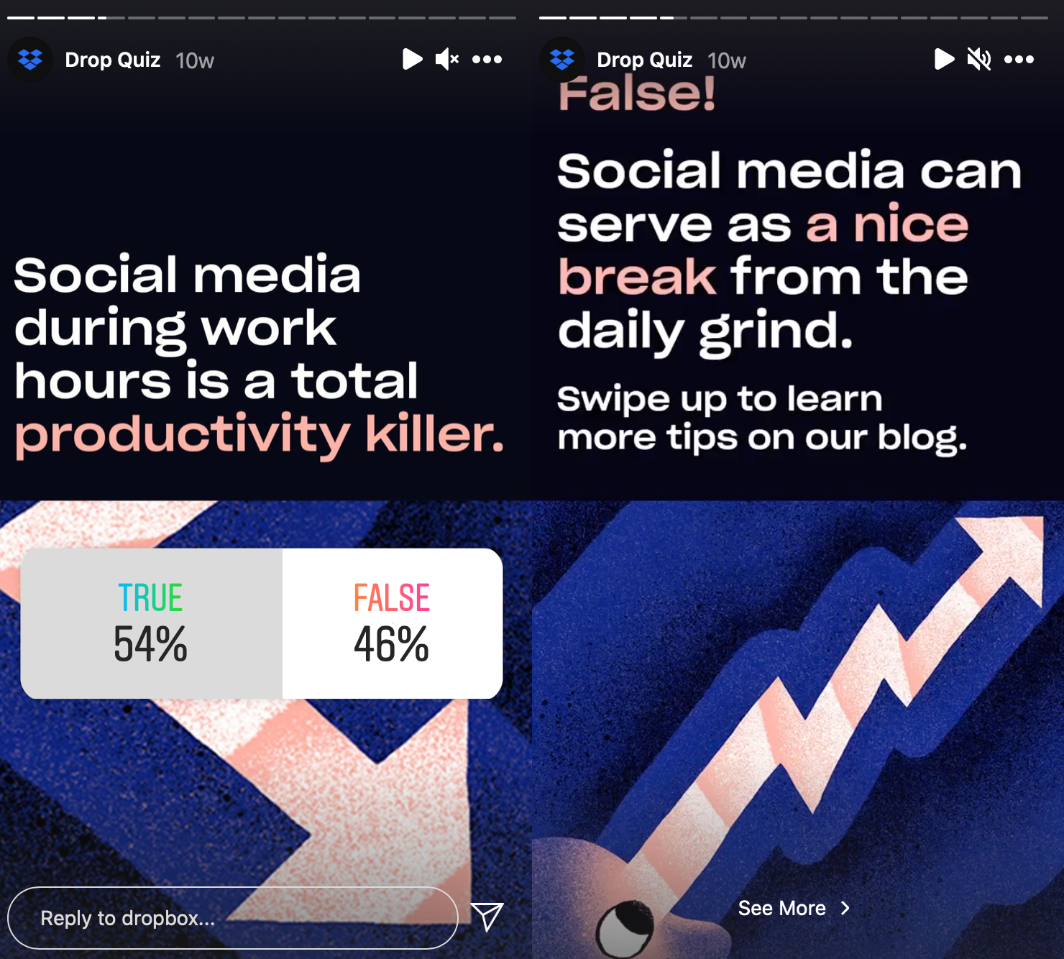 Drop Quiz 10w
Social media
during work
hours is a total
productivity killer.
TRUE FALSE
54% 46%
Reply to dropbox...
Drop Quiz 10w
False!
Social media can
serve as a nice
break from the
daily grind.
Swipe up to learn
more tips on our blog.
See More